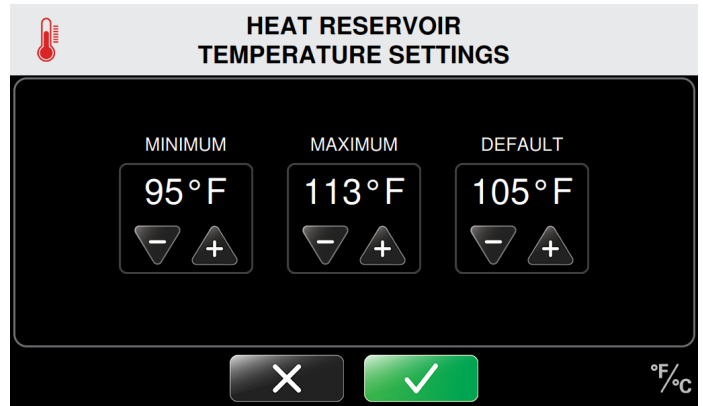 HEAT RESERVOIR
TEMPERATURE SETTINGS
MINIMUM MAXIMUM DEFAULT
95°F 113°F 105°F
− + − + − +
°F/°C